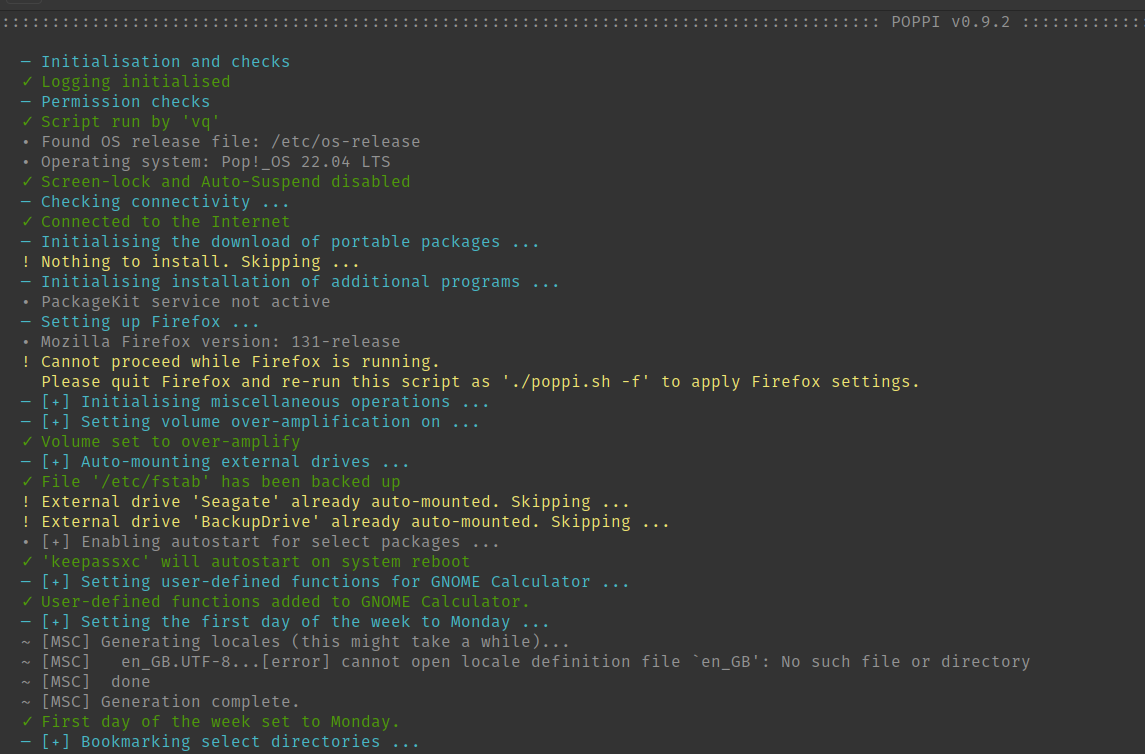 :::::::::::::::::::::::::::::::::::::::::::::::::::::::::::::::::::::::::::::::::::::::: POPPI v0.9.2 ::::::::::::
– Initialisation and checks
✓ Logging initialised
– Permission checks
✓ Script run by 'vq'
• Found OS release file: /etc/os-release
• Operating system: Pop!_OS 22.04 LTS
✓ Screen-lock and Auto-Suspend disabled
– Checking connectivity ...
✓ Connected to the Internet
– Initialising the download of portable packages ...
! Nothing to install. Skipping ...
– Initialising installation of additional programs ...
• PackageKit service not active
– Setting up Firefox ...
• Mozilla Firefox version: 131-release
! Cannot proceed while Firefox is running.
Please quit Firefox and re-run this script as './poppi.sh -f' to apply Firefox settings.
– [+] Initialising miscellaneous operations ...
– [+] Setting volume over-amplification on ...
✓ Volume set to over-amplify
– [+] Auto-mounting external drives ...
✓ File '/etc/fstab' has been backed up
! External drive 'Seagate' already auto-mounted. Skipping ...
! External drive 'BackupDrive' already auto-mounted. Skipping ...
• [+] Enabling autostart for select packages ...
✓ 'keepassxc' will autostart on system reboot
– [+] Setting user-defined functions for GNOME Calculator ...
✓ User-defined functions added to GNOME Calculator.
– [+] Setting the first day of the week to Monday ...
~ [MSC] Generating locales (this might take a while)...
~ [MSC]   en_GB.UTF-8...[error] cannot open locale definition file `en_GB': No such file or directory
~ [MSC]  done
~ [MSC] Generation complete.
✓ First day of the week set to Monday.
– [+] Bookmarking select directories ...